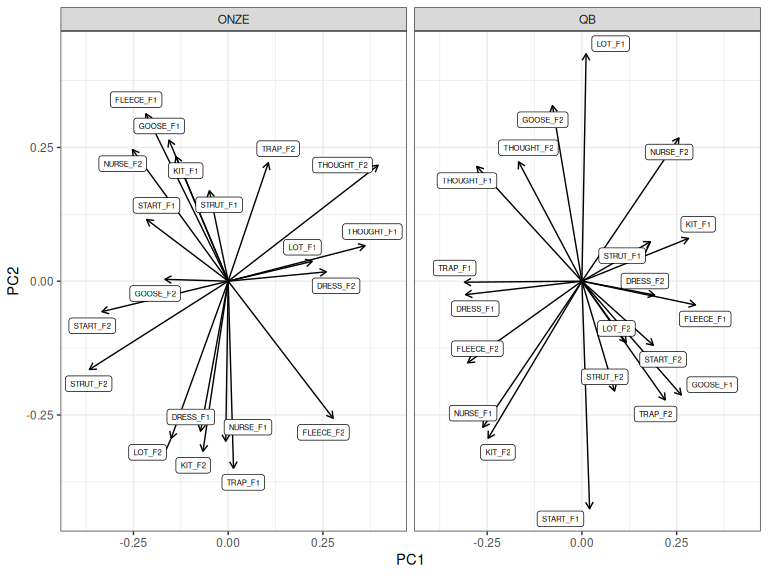 ONZE
QB
FLEECE_F1
GOOSE_F1
NURSE_F2
KIT_F1
TRAP_F2
THOUGHT_F2
START_F1
STRUT_F1
THOUGHT_F1
LOT_F1
DRESS_F2
GOOSE_F2
START_F2
STRUT_F2
DRESS_F1
NURSE_F1
FLEECE_F2
LOT_F2
KIT_F2
TRAP_F1
LOT_F1
GOOSE_F2
THOUGHT_F2
NURSE_F2
THOUGHT_F1
KIT_F1
STRUT_F1
TRAP_F1
DRESS_F2
DRESS_F1
FLEECE_F1
LOT_F2
FLEECE_F2
START_F2
STRUT_F2
GOOSE_F1
NURSE_F1
TRAP_F2
KIT_F2
START_F1
0.25
0.00
-0.25
PC2
-0.25
0.00
0.25
-0.25
0.00
0.25
PC1